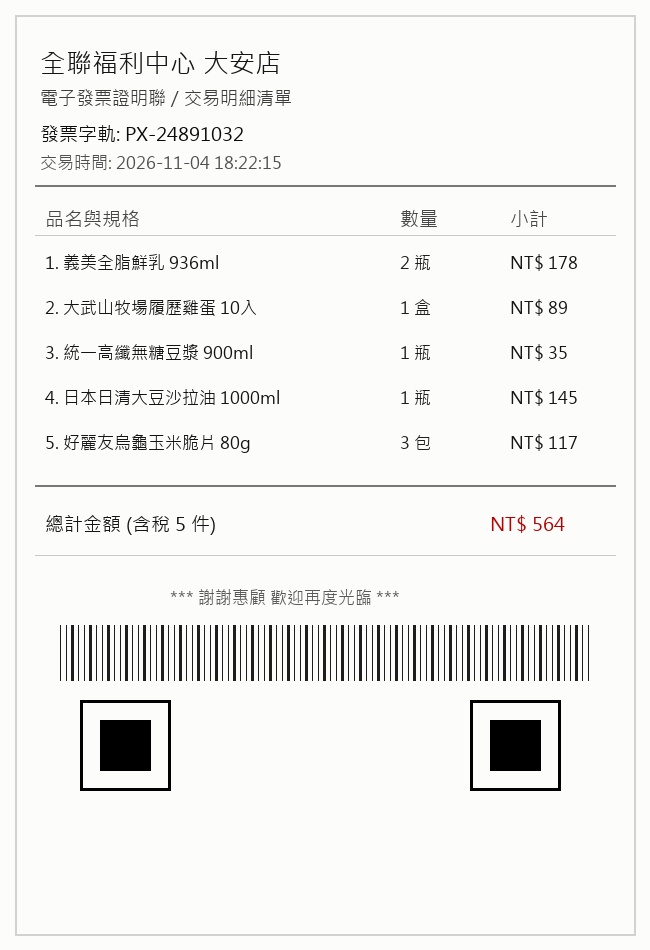 全聯福利中心 大安店
電子發票證明聯 / 交易明細清單
發票字軌: PX-24891032
交易時間: 2026-11-04 18:22:15
品名與規格 數量 小計
1. 義美全脂鮮乳 936ml 2 瓶 NT$ 178
2. 大武山牧場履歷雞蛋 10入 1 盒 NT$ 89
3. 統一高纖無糖豆漿 900ml 1 瓶 NT$ 35
4. 日本日清大豆沙拉油 1000ml 1 瓶 NT$ 145
5. 好麗友烏龜玉米脆片 80g 3 包 NT$ 117
總計金額 (含稅 5 件) NT$ 564
*** 謝謝惠顧 歡迎再度光臨 ***